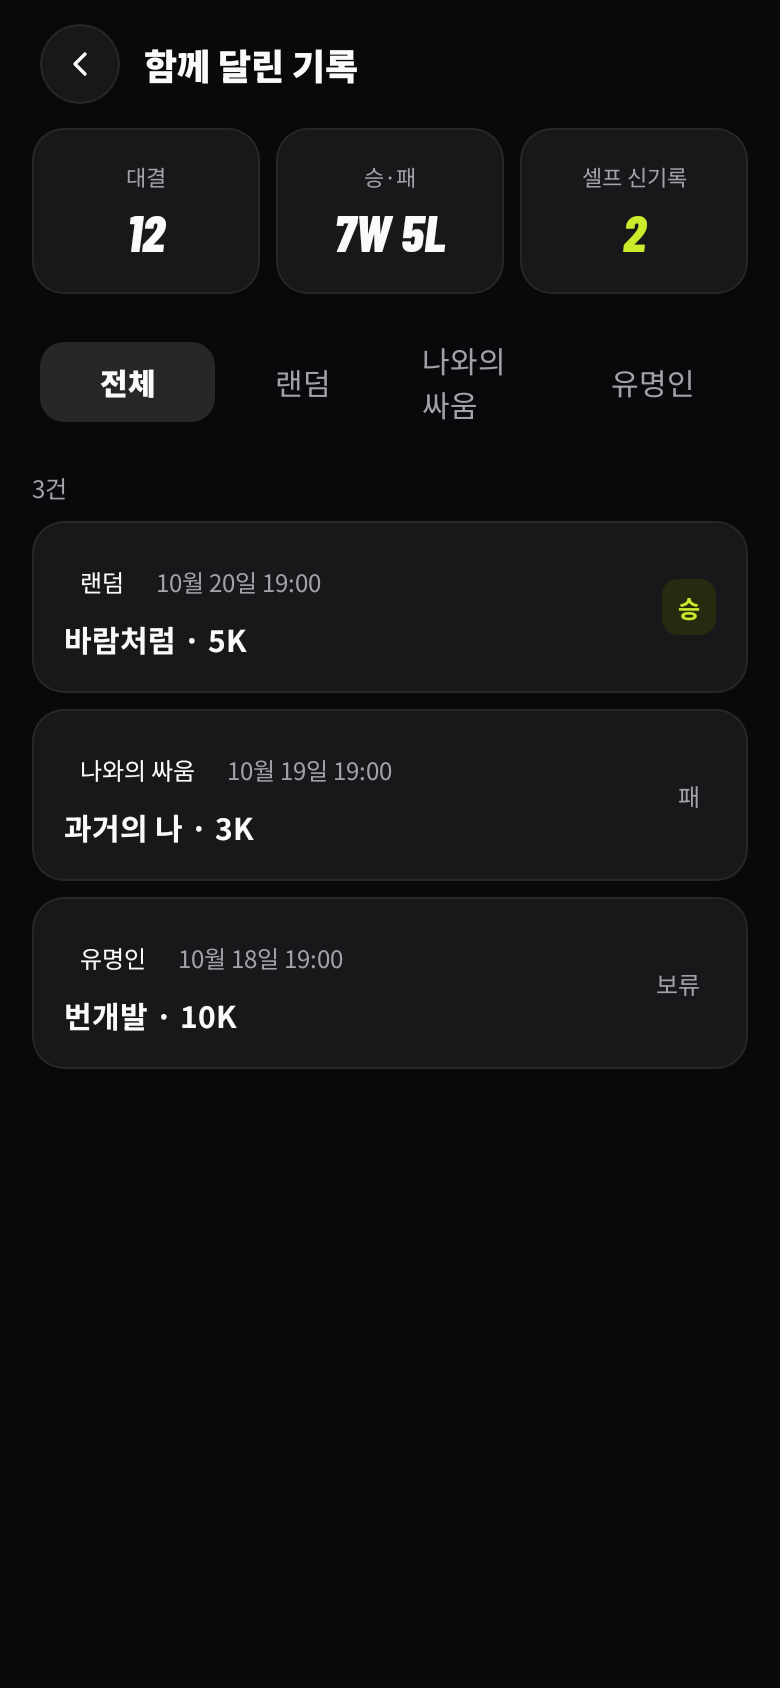 함께 달린 기록
대결
12
승·패
7W 5L
셀프 신기록
2
전체
랜덤
나와의
싸움
유명인
3건
랜덤 10월 20일 19:00
바람처럼 · 5K
승
나와의 싸움 10월 19일 19:00
과거의 나 · 3K
패
유명인 10월 18일 19:00
번개발 · 10K
보류